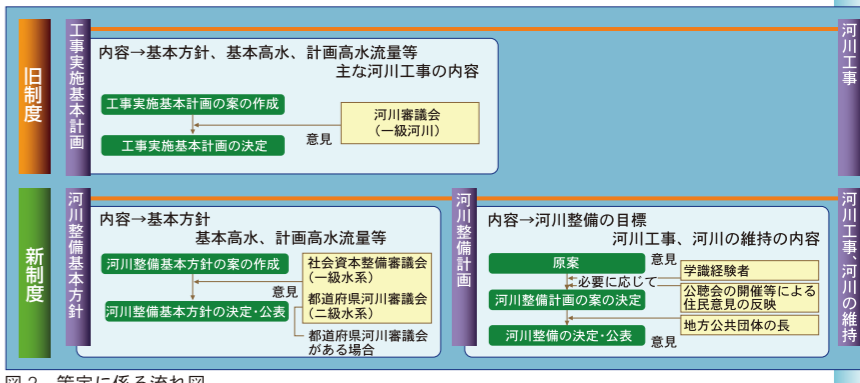 旧制度
工事実施基本計画
内容→基本方針、基本高水、計画高水流量等
主な河川工事の内容
工事実施基本計画の案の作成
河川審議会
(一級河川)
意見
工事実施基本計画の決定
河川工事
新制度
河川整備基本方針
内容→基本方針
基本高水、計画高水流量等
河川整備基本方針の案の作成
社会資本整備審議会
(一級水系)
意見
都道府県河川審議会
(二級水系)
河川整備基本方針の決定・公表
都道府県河川審議会
がある場合
河川整備計画
内容→河川整備の目標
河川工事、河川の維持の内容
原案
意見
学識経験者
必要に応じて
公聴会の開催等による
住民意見の反映
河川整備計画の案の決定
地方公共団体の長
河川整備の決定・公表
意見
河川工事、河川の維持